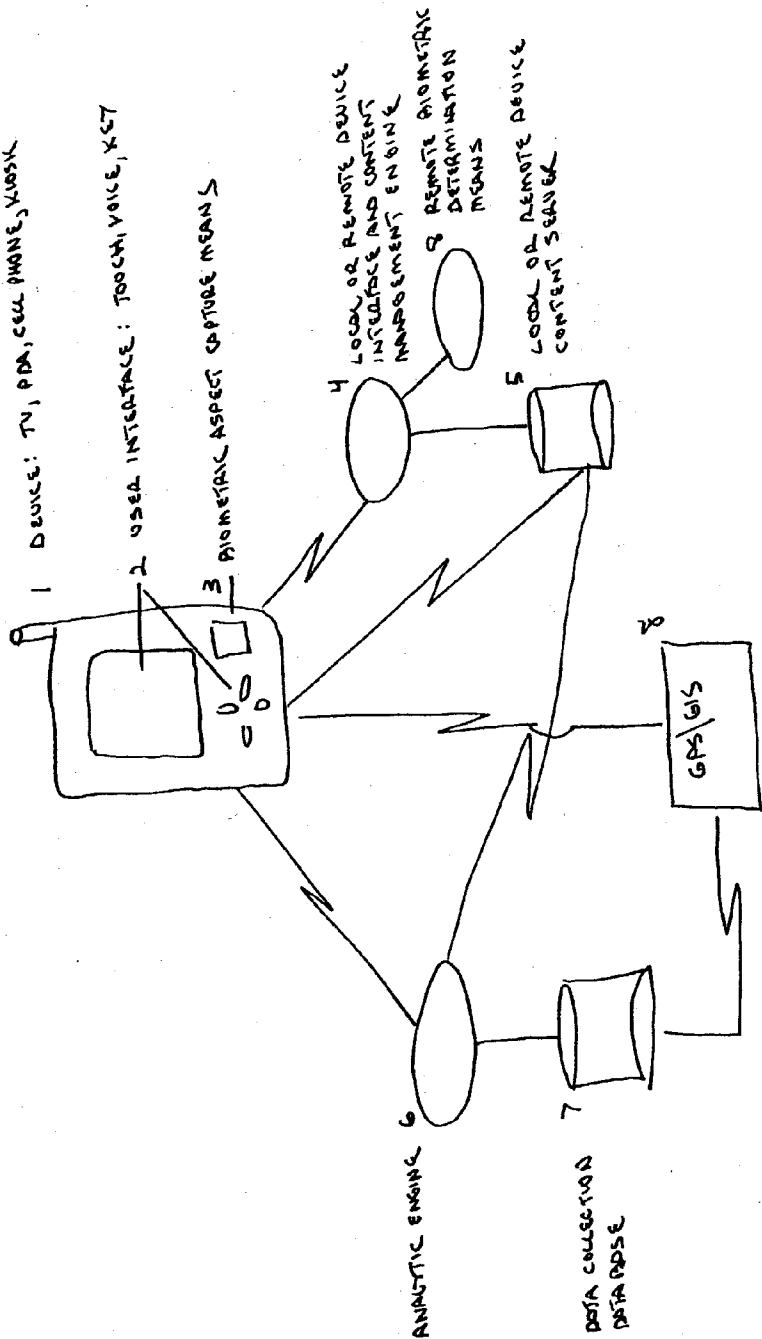 1 DEVICE: TV, PDA, CELL PHONE, KIOSK
2 USER INTERFACE: TOUCH, VOICE, KEY
3 BIOMETRIC ASPECT CAPTURE MEANS
4 LOCAL OR REMOTE DEVICE
INTERFACE AND CONTENT
MANAGEMENT ENGINE
8 REMOTE BIOMETRIC
DETERMINATION
MEANS
5 LOCAL OR REMOTE DEVICE
CONTENT SERVER
ANALYTIC ENGINE 6
DATA COLLECTION
DATABASE
7
8
GPS\GIS